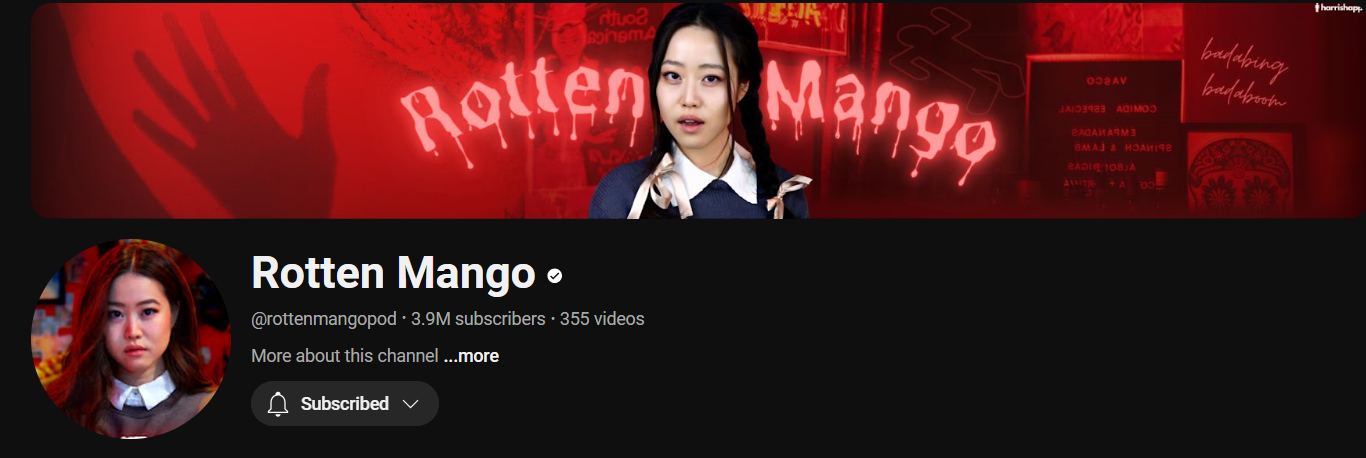 harrishapp.
South
America
Rotten Mango
badabing
badaboom
VASCO
COMIDA ESPECIAL
EMPANADAS
SPINACH & LAMB
Rotten Mango
@rottenmangopod · 3.9M subscribers · 355 videos
More about this channel ...more
Subscribed